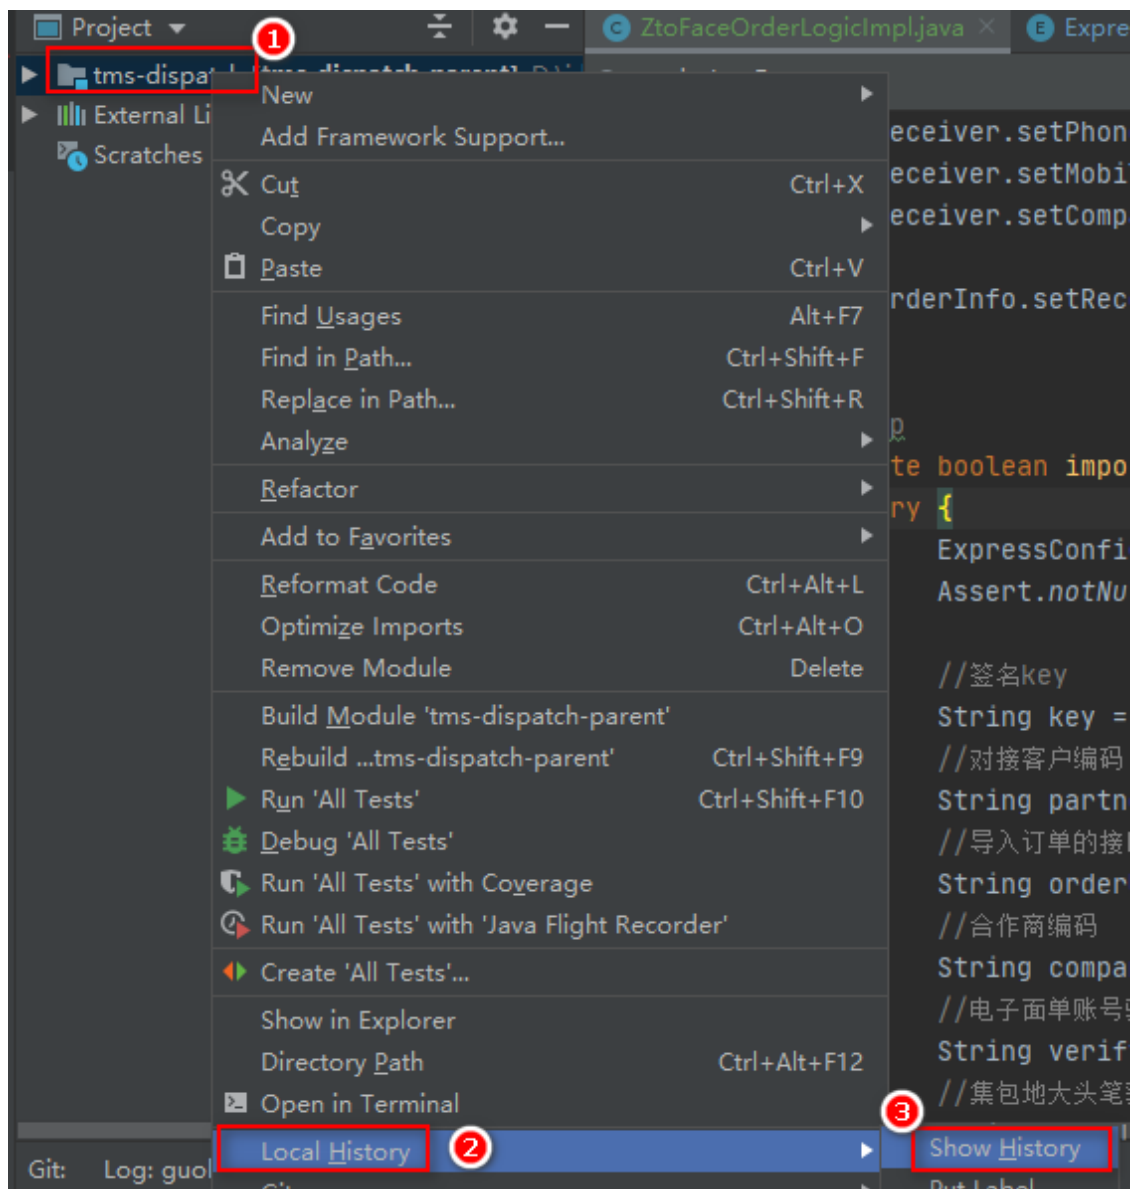 Project
ZtoFaceOrderLogicImpl.java
1
tms-dispa
External Li
Scratches
New
Add Framework Support...
Cut Ctrl+X
Copy
Paste Ctrl+V
Find Usages Alt+F7
Find in Path... Ctrl+Shift+F
Replace in Path... Ctrl+Shift+R
Analyze
Refactor
Add to Favorites
Reformat Code Ctrl+Alt+L
Optimize Imports Ctrl+Alt+O
Remove Module Delete
Build Module 'tms-dispatch-parent'
Rebuild ...tms-dispatch-parent' Ctrl+Shift+F9
Run 'All Tests' Ctrl+Shift+F10
Debug 'All Tests'
Run 'All Tests' with Coverage
Run 'All Tests' with 'Java Flight Recorder'
Create 'All Tests'...
Show in Explorer
Directory Path Ctrl+Alt+F12
Open in Terminal
Local History
2
3
Show History
Put Label
Git: Log: guol
E Expre
eceiver.setPhon
eceiver.setMobi
eceiver.setComp
rderInfo.setRec
p
te boolean impo
ry {
ExpressConfi
Assert.notNu
//签名key
String key =
//对接客户编码
String partn
//导入订单的接
String order
//合作商编码
String compa
//电子面单账号
String verif
//集包地大头笔